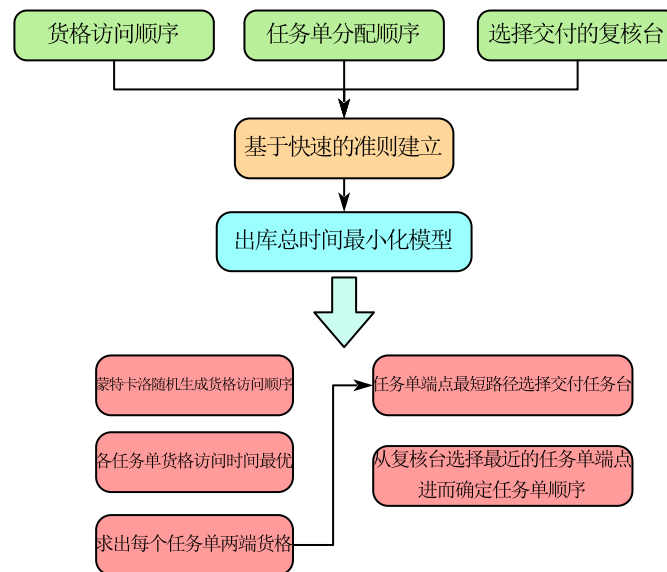 货格访问顺序
任务单分配顺序
选择交付的复核台
基于快速的准则建立
出库总时间最小化模型
蒙特卡洛随机生成货格访问顺序
各任务单货格访问时间最优
求出每个任务单两端货格
任务单端点最短路径选择交付任务台
从复核台选择最近的任务单端点
进而确定任务单顺序